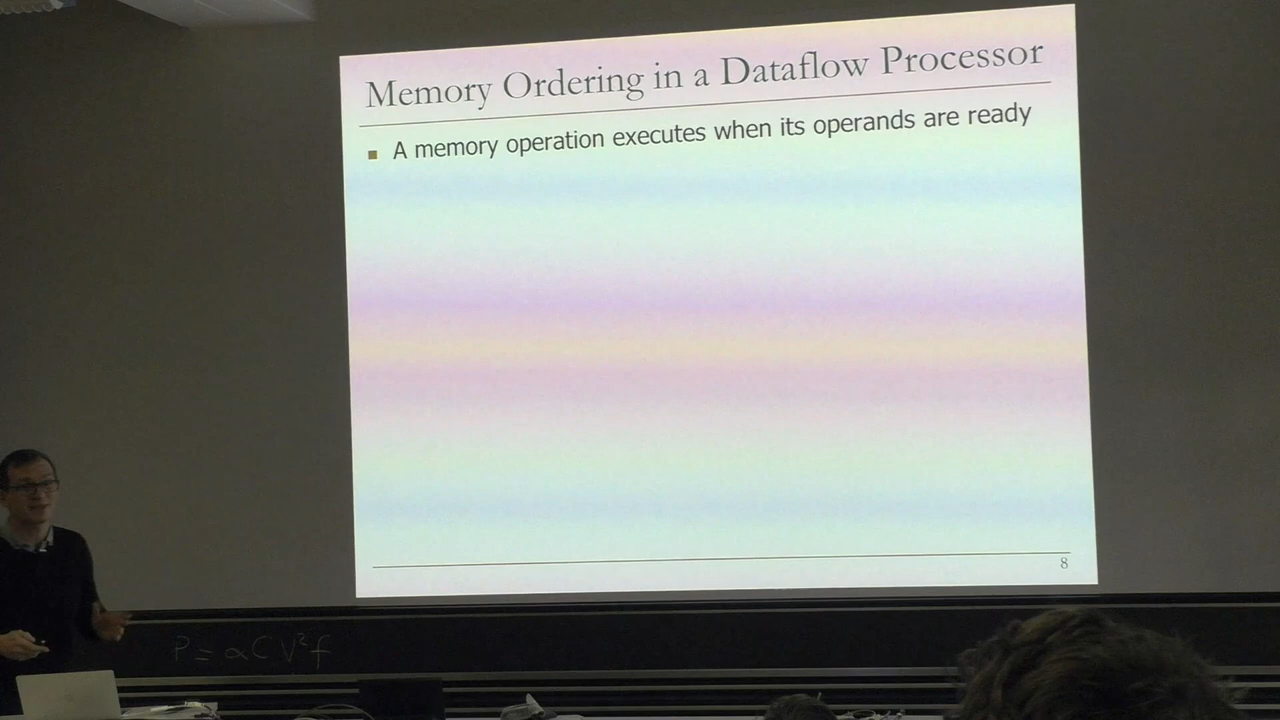 Memory Ordering in a Dataflow Processor
A memory operation executes when its operands are ready
8
P = αCV²f